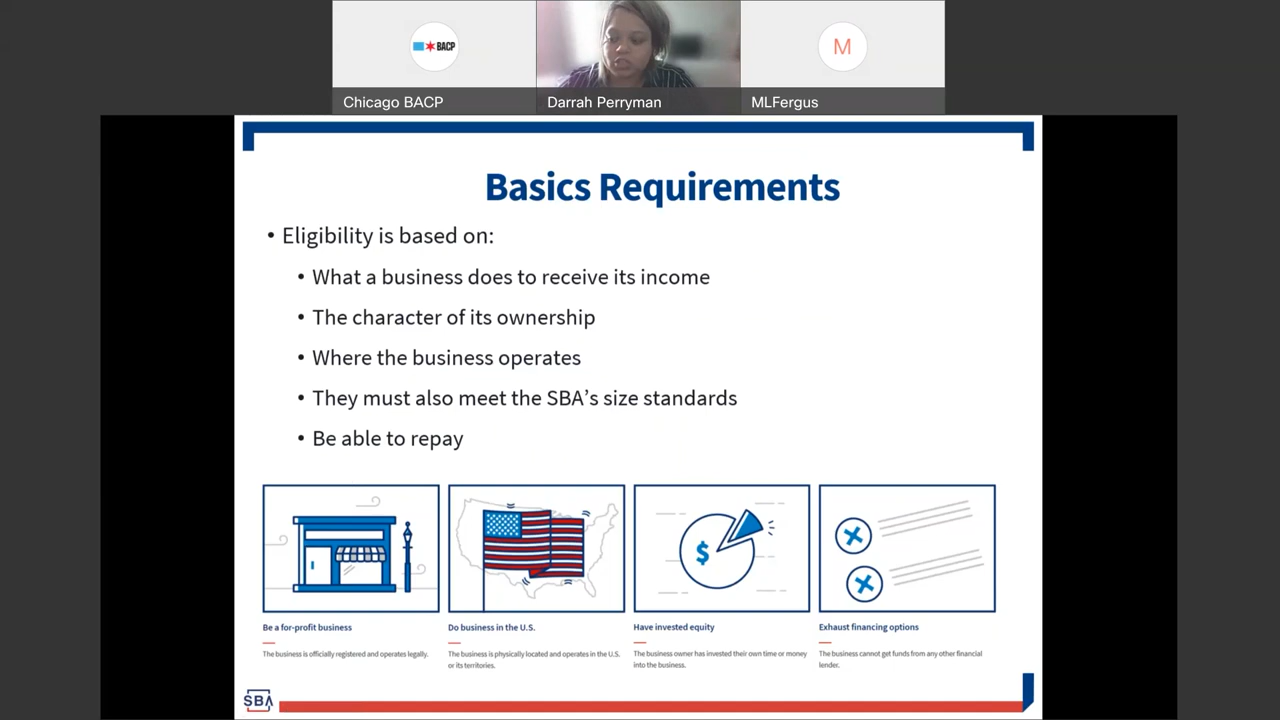 BACP
M
Chicago BACP
Darrah Perryman
MLFergus
Basics Requirements
• Eligibility is based on:
• What a business does to receive its income
• The character of its ownership
• Where the business operates
• They must also meet the SBA's size standards
• Be able to repay
$
Be a for-profit business
The business is officially registered and operates legally.
Do business in the U.S.
The business is physically located and operates in the U.S.
or its territories.
Have invested equity
The business owner has invested their own time or money
into the business.
Exhaust financing options
The business cannot get funds from any other financial
lender.
SBA